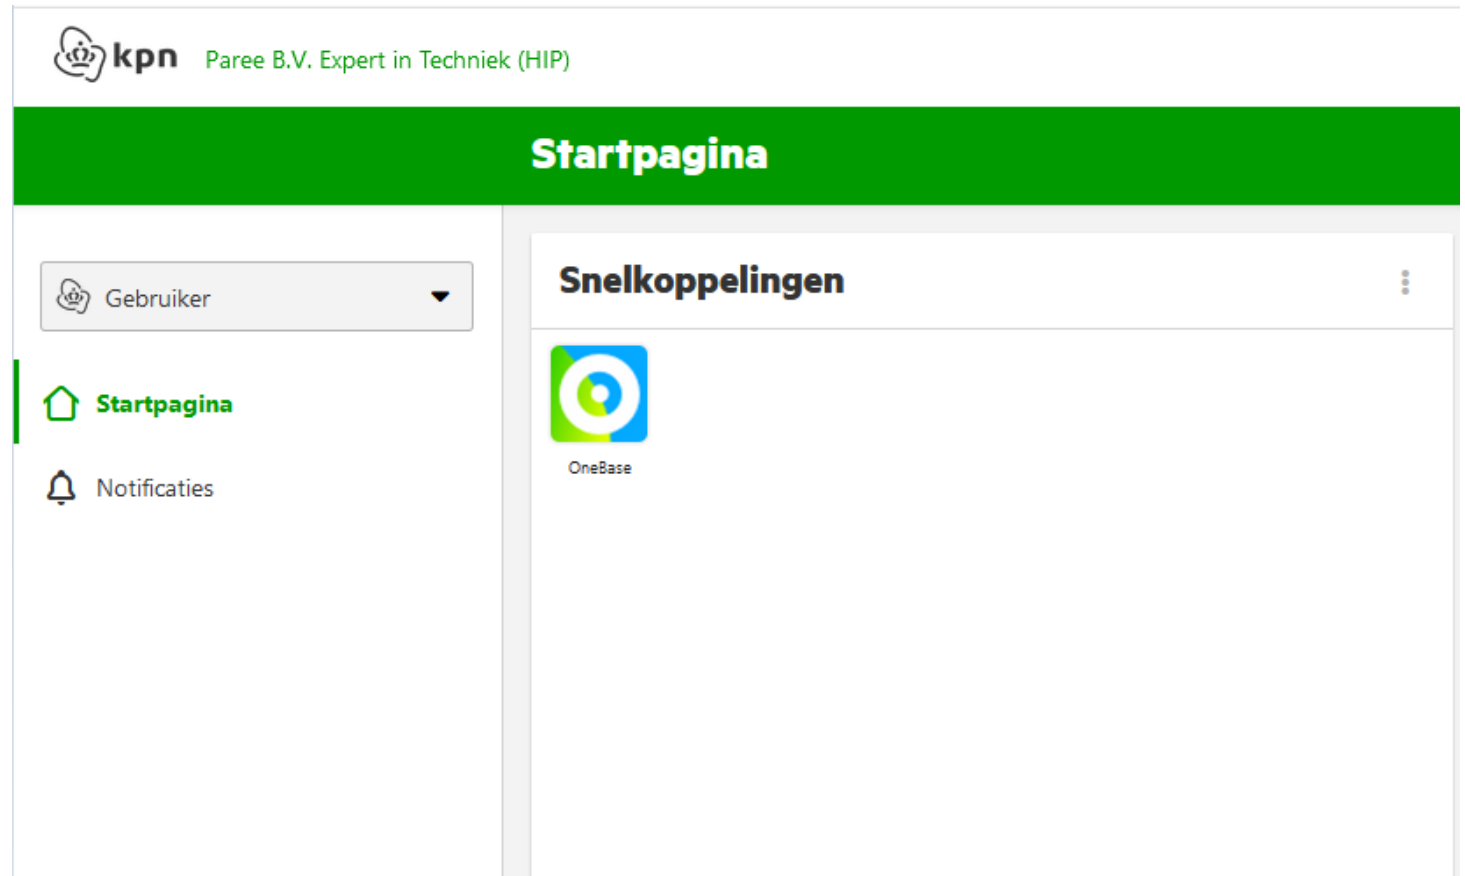 kpn Paree B.V. Expert in Techniek (HIP)
Startpagina
Gebruiker
Startpagina
Notificaties
Snelkoppelingen
OneBase